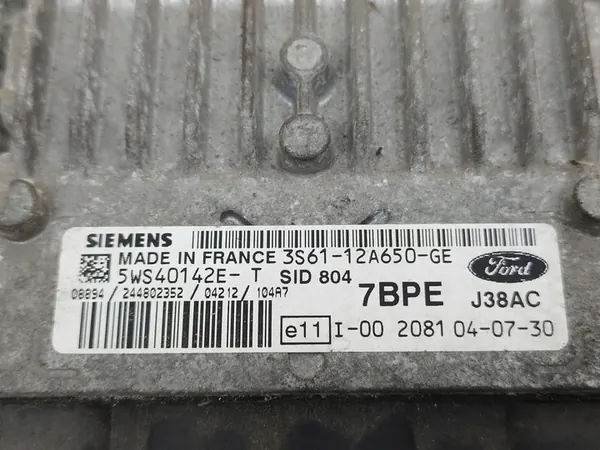 SIEMENS
MADE IN FRANCE 3S61-12A650-GE
5WS40142E- T SID 804
08894 / 244802352 / 04212 / 104A7
Ford
7BPE J38AC
e11 I-00 2081 04-07-30